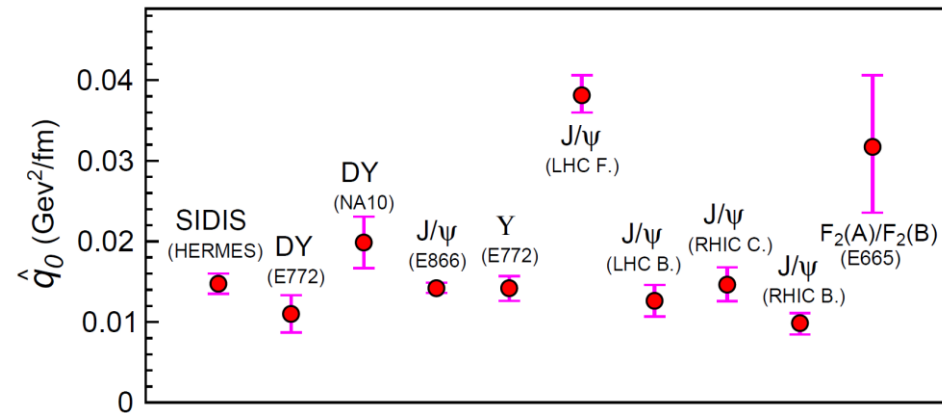 q̂0 (Gev²/fm)
0.04
0.03
0.02
0.01
0
SIDIS
(HERMES)
DY
(E772)
DY
(NA10)
J/ψ
(E866)
Υ
(E772)
J/ψ
(LHC F.)
J/ψ
(LHC B.)
J/ψ
(RHIC C.)
J/ψ
(RHIC B.)
F₂(A)/F₂(B)
(E665)